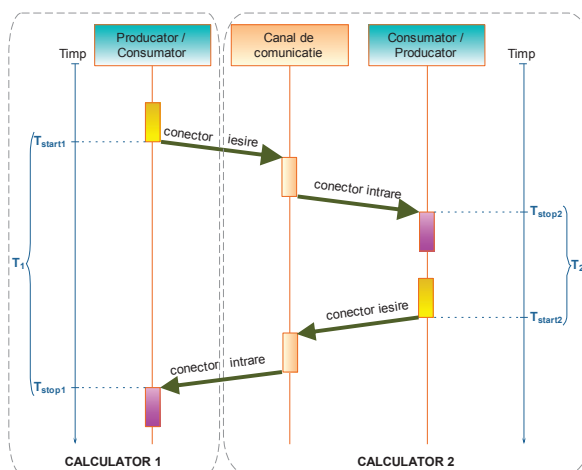 Timp
Producator /
Consumator
Canal de
comunicatie
Consumator /
Producator
Timp
Tstart1
conector iesire
conector intrare
Tstop2
T1
T2
conector iesire
Tstart2
conector intrare
Tstop1
CALCULATOR 1
CALCULATOR 2